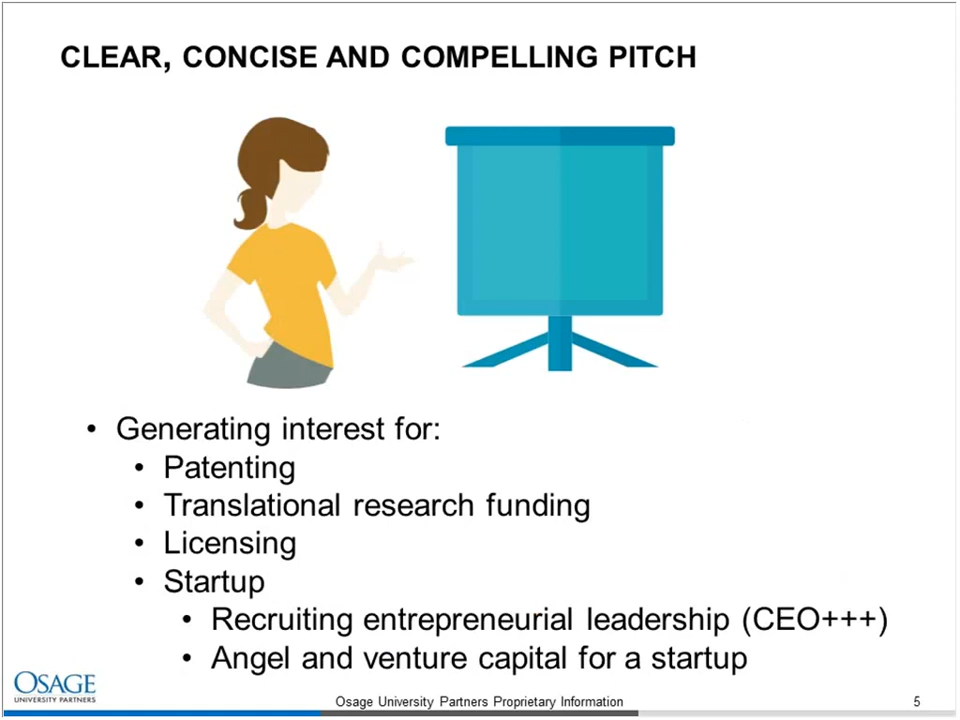 CLEAR, CONCISE AND COMPELLING PITCH
• Generating interest for:
• Patenting
• Translational research funding
• Licensing
• Startup
• Recruiting entrepreneurial leadership (CEO+++)
• Angel and venture capital for a startup
OSAGE
UNIVERSITY PARTNERS
Osage University Partners Proprietary Information
5